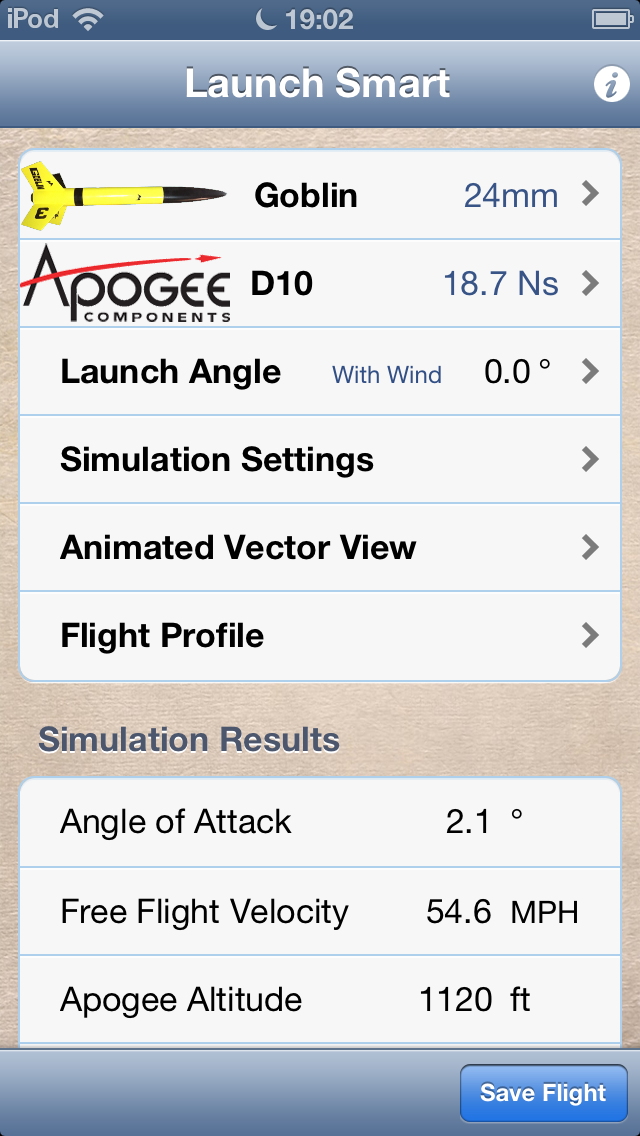 iPod 19:02
Launch Smart i
Goblin 24mm
APOGEE D10 18.7 Ns
COMPONENTS
Launch Angle With Wind 0.0 °
Simulation Settings
Animated Vector View
Flight Profile
Simulation Results
Angle of Attack 2.1 °
Free Flight Velocity 54.6 MPH
Apogee Altitude 1120 ft
Save Flight